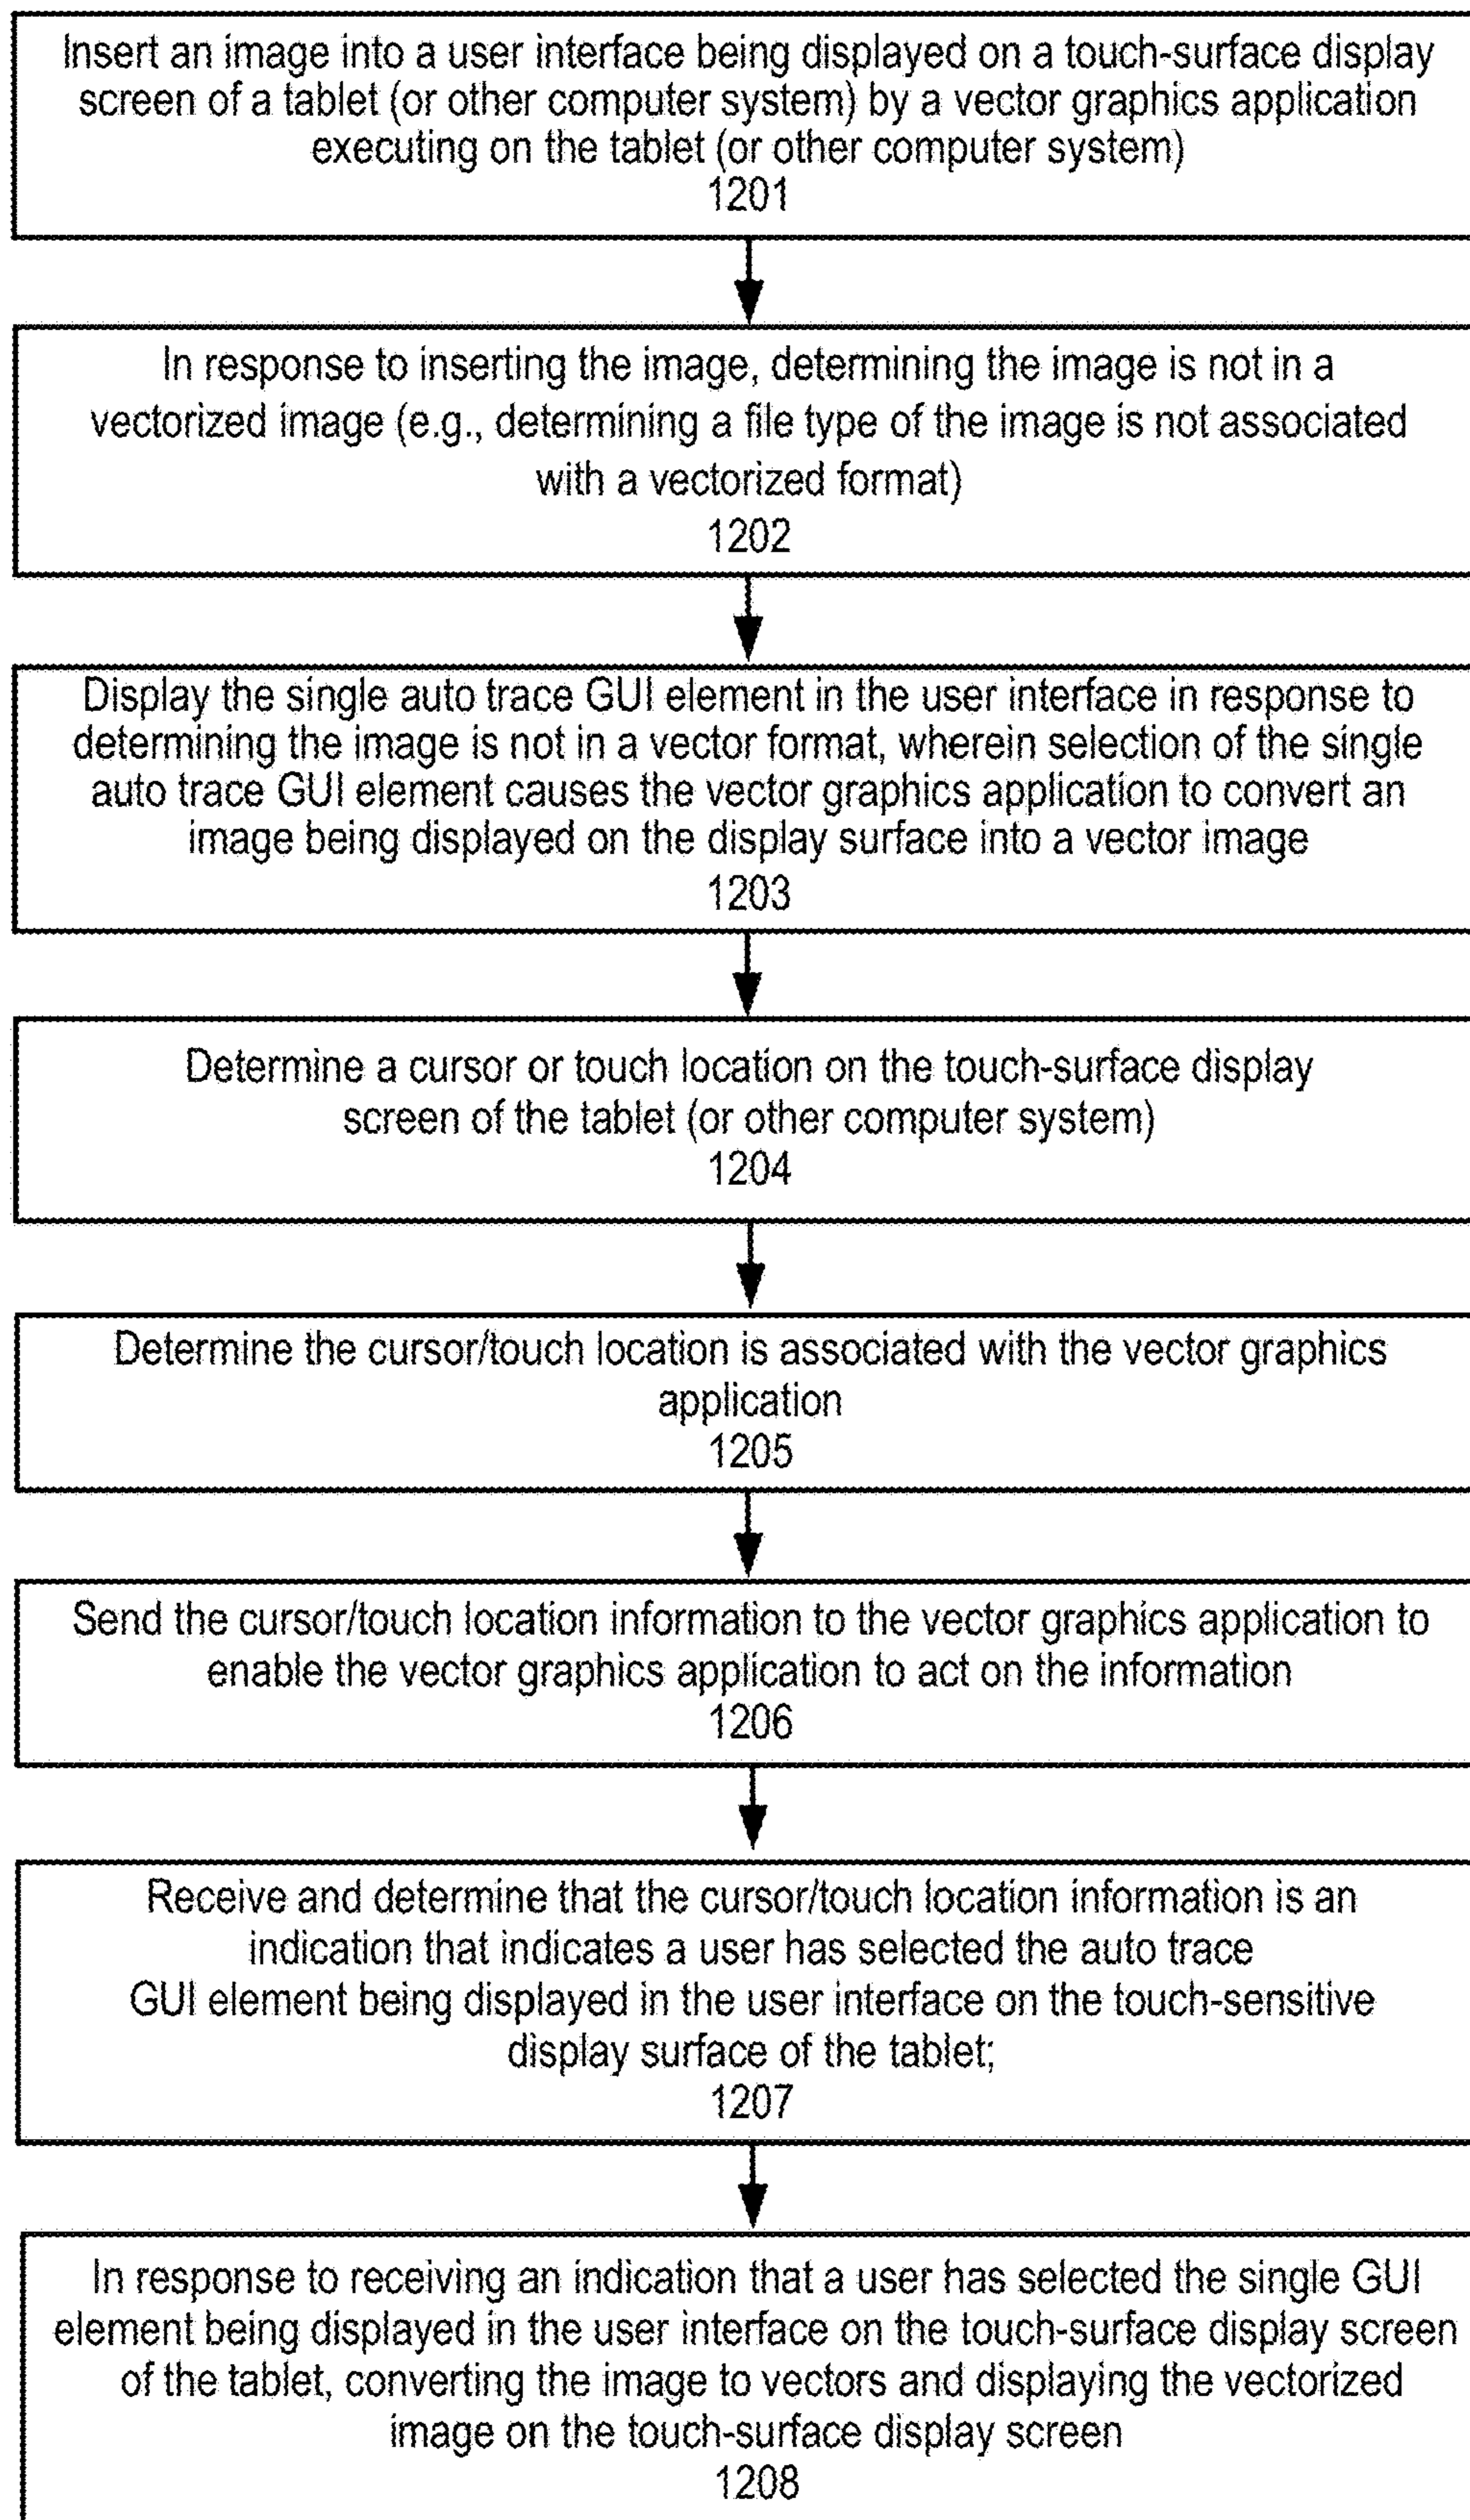 Insert an image into a user interface being displayed on a touch-surface display
screen of a tablet (or other computer system) by a vector graphics application
executing on the tablet (or other computer system)
1201
In response to inserting the image, determining the image is not in a
vectorized image (e.g., determining a file type of the image is not associated
with a vectorized format)
1202
Display the single auto trace GUI element in the user interface in response to
determining the image is not in a vector format, wherein selection of the single
auto trace GUI element causes the vector graphics application to convert an
image being displayed on the display surface into a vector image
1203
Determine a cursor or touch location on the touch-surface display
screen of the tablet (or other computer system)
1204
Determine the cursor/touch location is associated with the vector graphics
application
1205
Send the cursor/touch location information to the vector graphics application to
enable the vector graphics application to act on the information
1206
Receive and determine that the cursor/touch location information is an
indication that indicates a user has selected the auto trace
GUI element being displayed in the user interface on the touch-sensitive
display surface of the tablet;
1207
In response to receiving an indication that a user has selected the single GUI
element being displayed in the user interface on the touch-surface display screen
of the tablet, converting the image to vectors and displaying the vectorized
image on the touch-surface display screen
1208